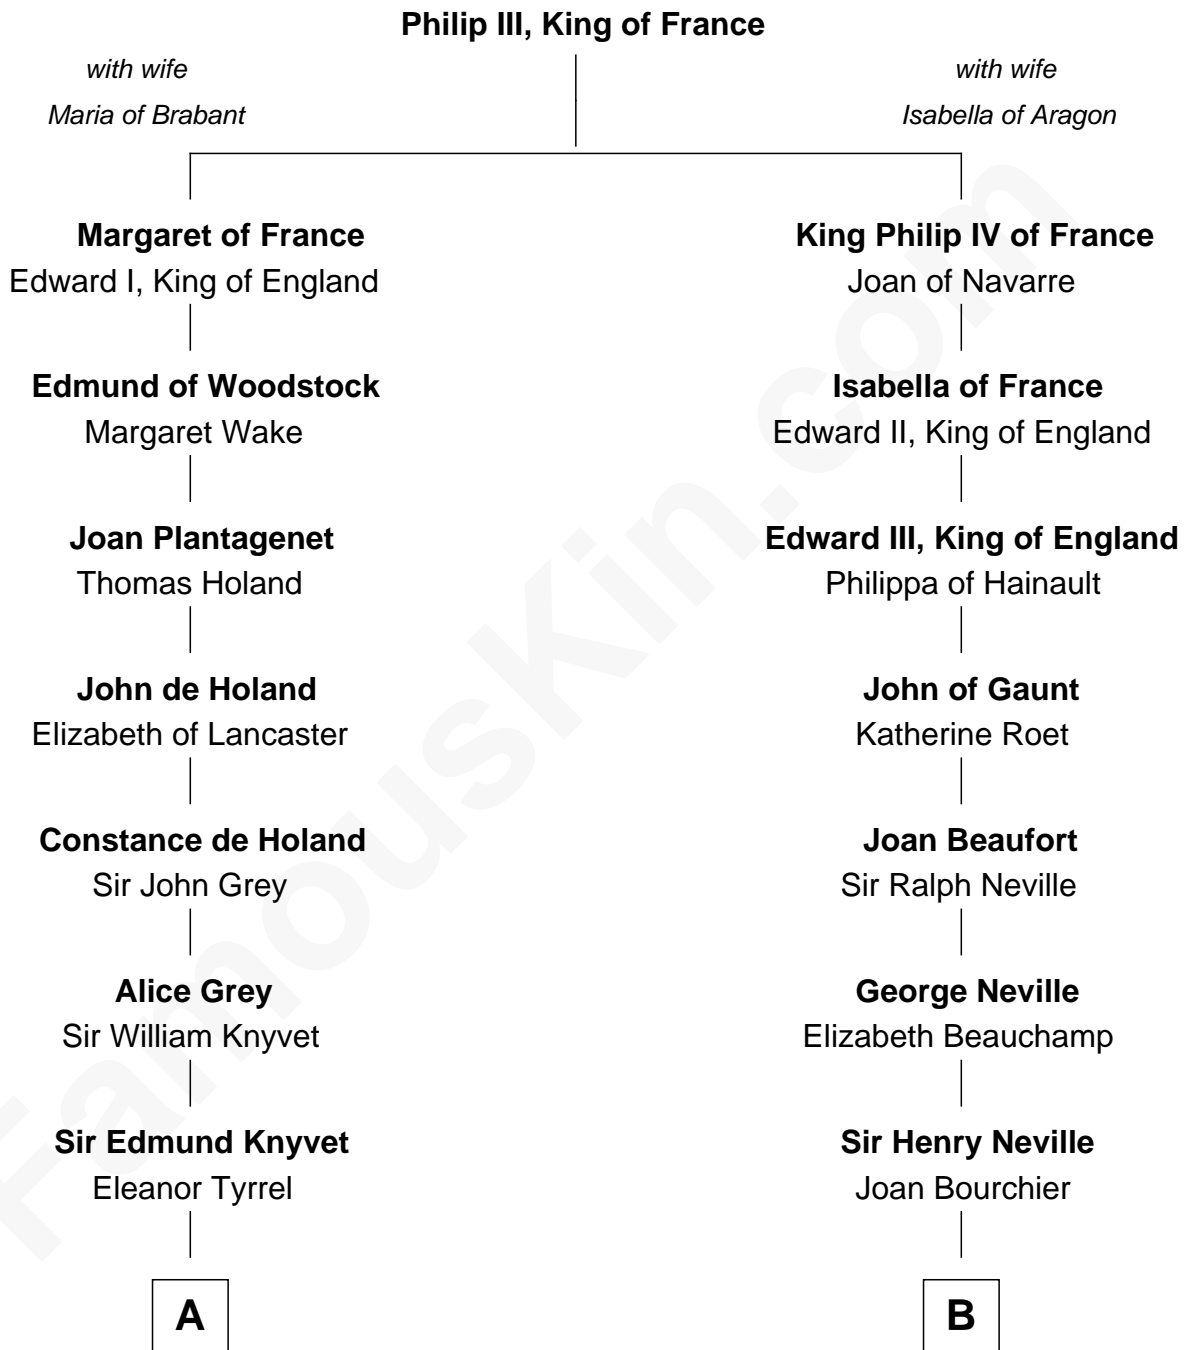 Philip III, King of France
with wife
Maria of Brabant
with wife
Isabella of Aragon
Margaret of France
Edward I, King of England
King Philip IV of France
Joan of Navarre
Edmund of Woodstock
Margaret Wake
Isabella of France
Edward II, King of England
Joan Plantagenet
Thomas Holand
Edward III, King of England
Philippa of Hainault
John de Holand
Elizabeth of Lancaster
John of Gaunt
Katherine Roet
Constance de Holand
Sir John Grey
Joan Beaufort
Sir Ralph Neville
Alice Grey
Sir William Knyvet
George Neville
Elizabeth Beauchamp
Sir Edmund Knyvet
Eleanor Tyrrel
Sir Henry Neville
Joan Bourchier
A
B
FamousKin.com